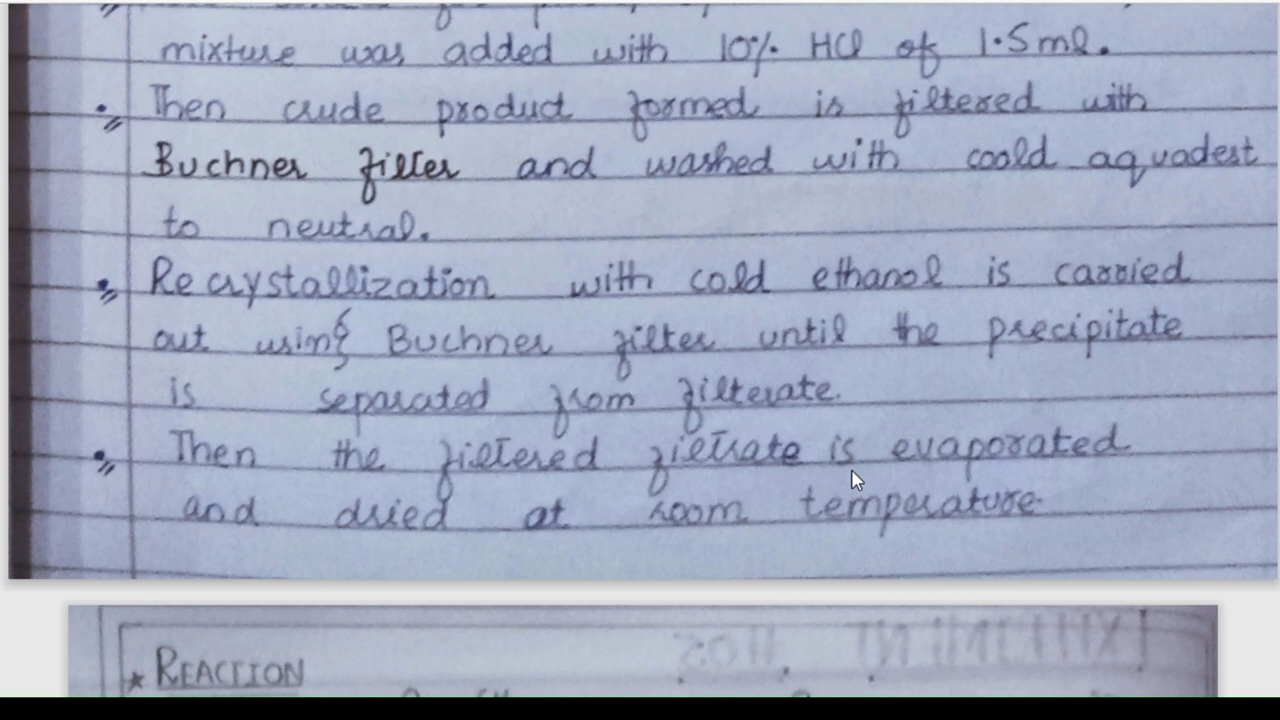 mixture was added with 10% HCl of 1.5ml.
Then crude product formed is filtered with
Buchner filter and washed with coold aquadest
to neutral.
Recrystallization with cold ethanol is carried
out using Buchner filter until the precipitate
is separated from filterate.
Then the filtered filtrate is evaporated
and dried at room temperature.
* REACTION